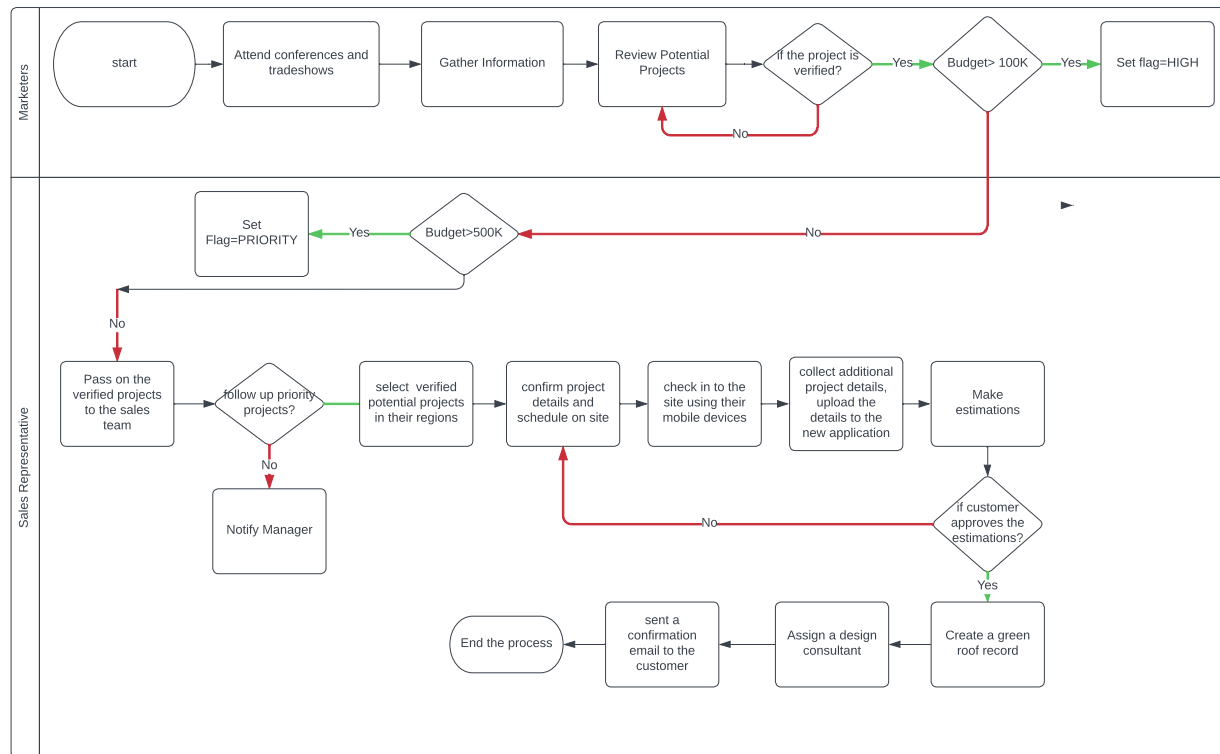 Marketers
start
Attend conferences and
tradeshows
Gather Information
Review Potential
Projects
if the project is
verified?
Yes
Budget> 100K
Yes
Set flag=HIGH
No
Sales Representative
Set
Flag=PRIORITY
Yes
Budget>500K
No
No
Pass on the
verified projects
to the sales
team
follow up priority
projects?
select verified
potential projects
in their regions
confirm project
details and
schedule on site
check in to the
site using their
mobile devices
collect additional
project details,
upload the
details to the
new application
Make
estimations
No
Notify Manager
No
if customer
approves the
estimations?
Yes
End the process
sent a
confirmation
email to the
customer
Assign a design
consultant
Create a green
roof record